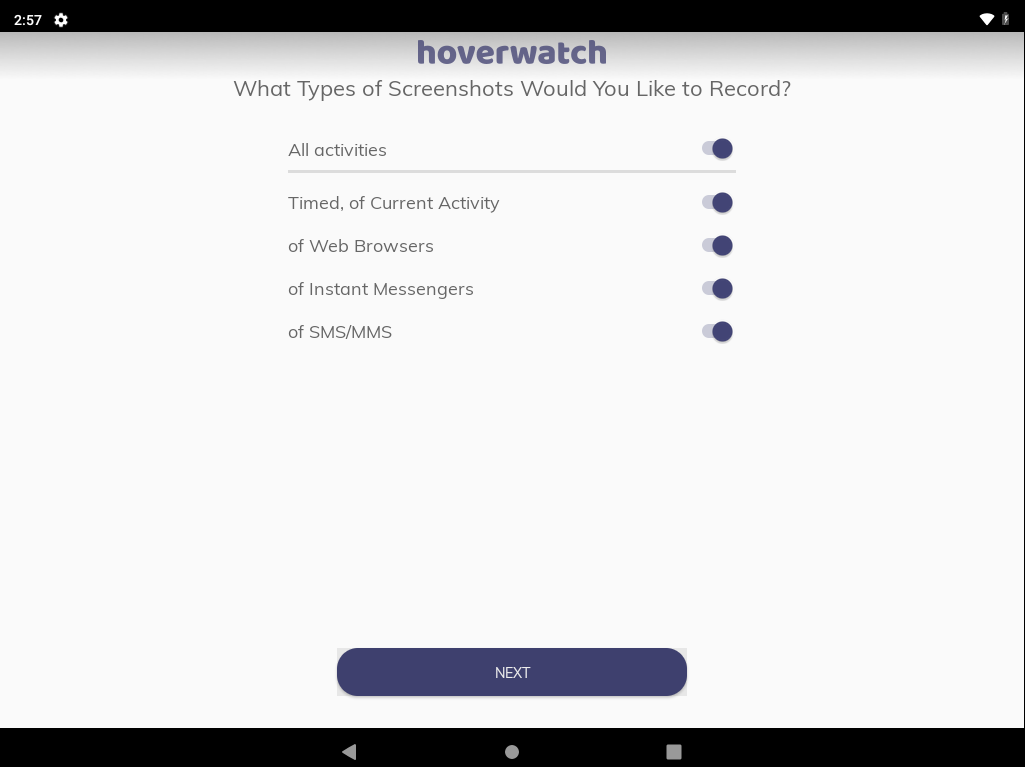 2:57
hoverwatch
What Types of Screenshots Would You Like to Record?
All activities
Timed, of Current Activity
of Web Browsers
of Instant Messengers
of SMS/MMS
NEXT